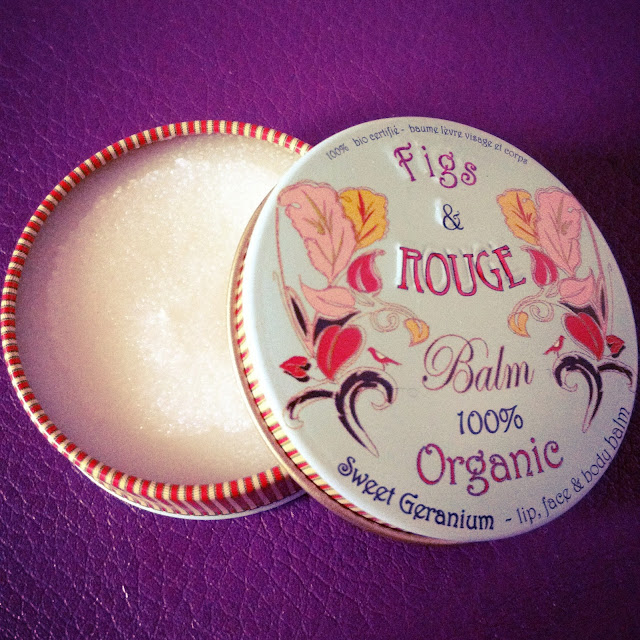 100% bio certifié - baume lèvre visage et corps
Figs
&
ROUGE
Balm
100%
Organic
Sweet Geranium - lip, face & body balm